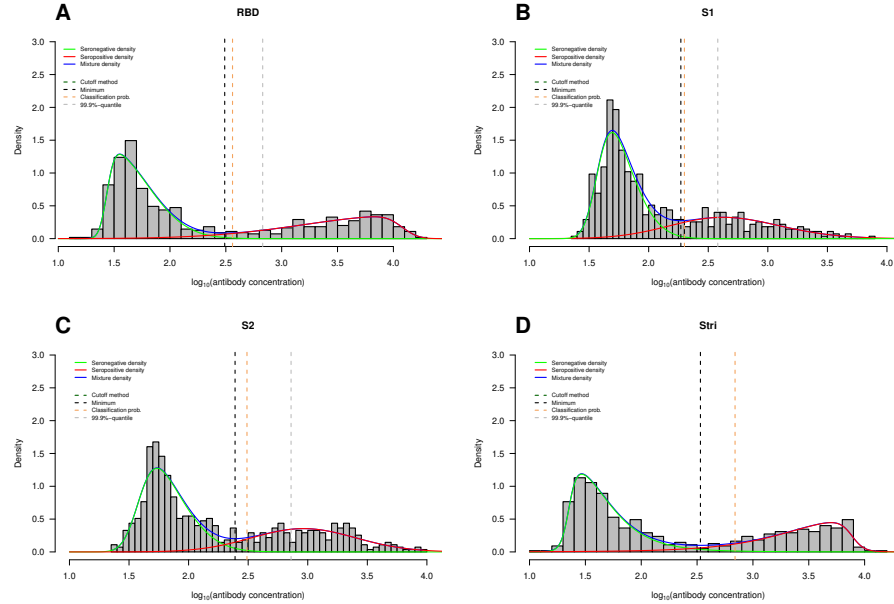 A
RBD
3.0
2.5
2.0
1.5
1.0
0.5
0.0
Density
Seronegative density
Seropositive density
Mixture density
Cutoff method
Minimum
Classification prob.
99.9%-quantile
1.0 1.5 2.0 2.5 3.0 3.5 4.0
log10(antibody concentration)
B
S1
3.0
2.5
2.0
1.5
1.0
0.5
0.0
Density
Seronegative density
Seropositive density
Mixture density
Cutoff method
Minimum
Classification prob.
99.9%-quantile
1.0 1.5 2.0 2.5 3.0 3.5 4.0
log10(antibody concentration)
C
S2
3.0
2.5
2.0
1.5
1.0
0.5
0.0
Density
Seronegative density
Seropositive density
Mixture density
Cutoff method
Minimum
Classification prob.
99.9%-quantile
1.0 1.5 2.0 2.5 3.0 3.5 4.0
log10(antibody concentration)
D
Stri
3.0
2.5
2.0
1.5
1.0
0.5
0.0
Density
Seronegative density
Seropositive density
Mixture density
Cutoff method
Minimum
Classification prob.
99.9%-quantile
1.0 1.5 2.0 2.5 3.0 3.5 4.0
log10(antibody concentration)